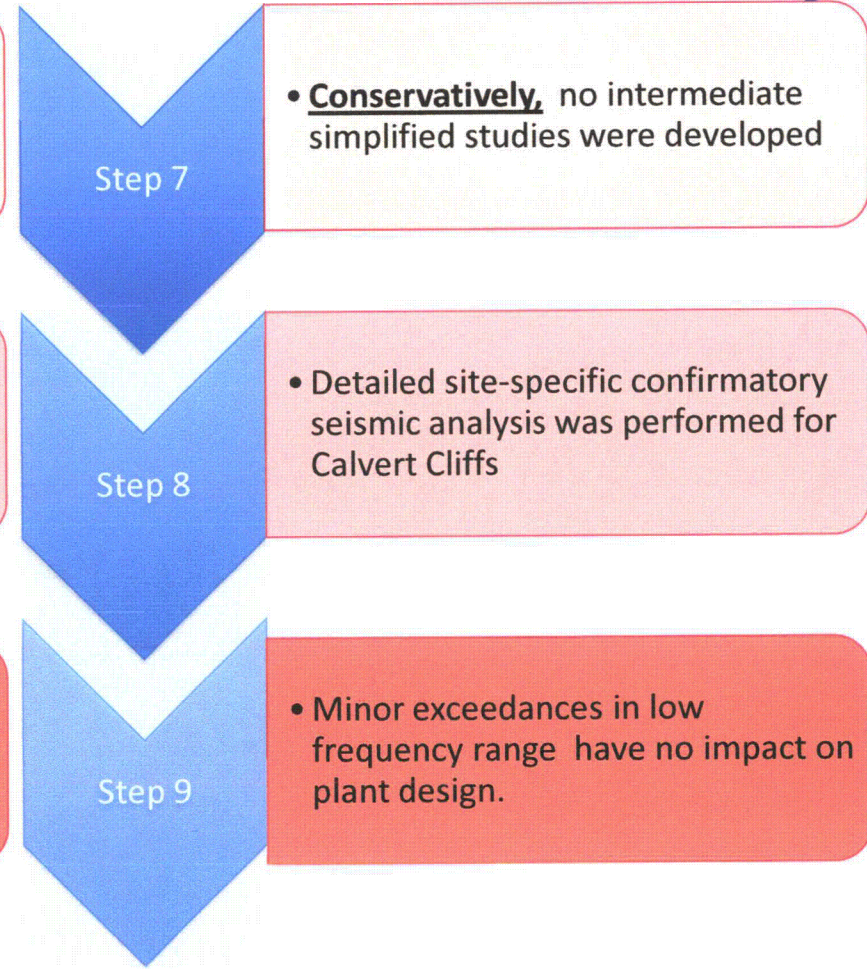 Step 7
• Conservatively, no intermediate
simplified studies were developed
Step 8
• Detailed site-specific confirmatory
seismic analysis was performed for
Calvert Cliffs
Step 9
• Minor exceedances in low
frequency range have no impact on
plant design.